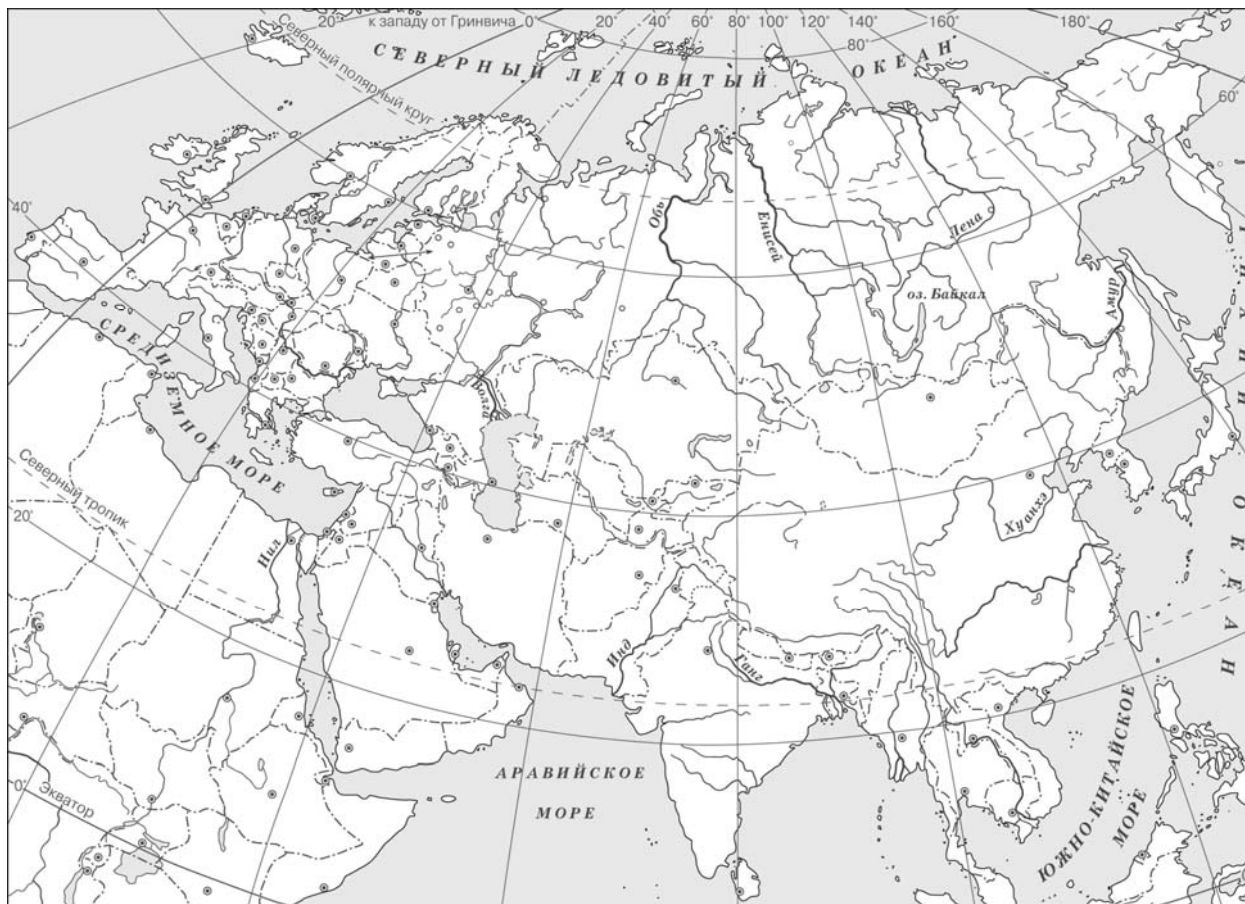 20° к западу от Гринвича 0° 20° 40° 60° 80° 100° 120° 140° 160° 180°
80°
60°
Северный полярный круг
СЕВЕРНЫЙ ЛЕДОВИТЫЙ ОКЕАН
40°
Обь
Енисей
Лена
оз. Байкал
Амур
ТИХИЙ ОКЕАН
СРЕДИЗЕМНОЕ МОРЕ
Волга
Северный тропик
20°
Нил
Хуанхэ
Инд
Ганг
АРАВИЙСКОЕ
МОРЕ
0°
Экватор
ЮЖНО-КИТАЙСКОЕ
МОРЕ